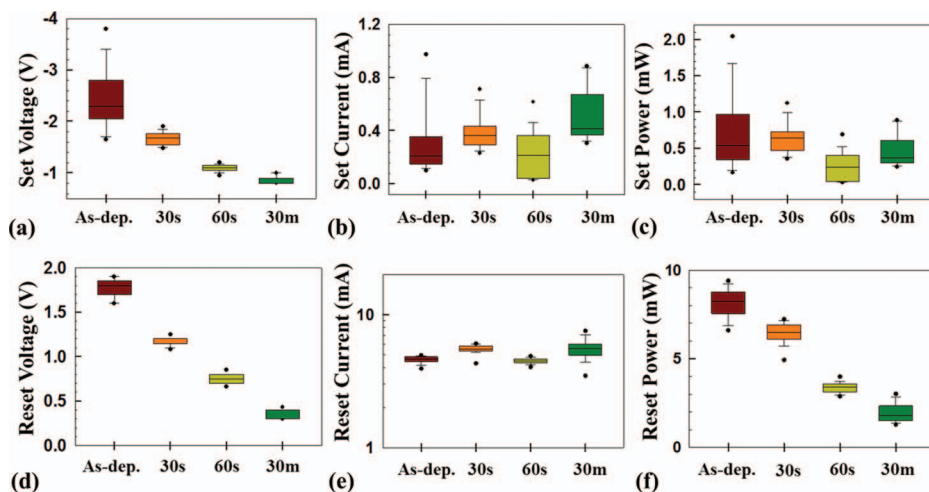 Set Voltage (V)
-4
-3
-2
-1
As-dep. 30s 60s 30m
(a)
Set Current (mA)
1.2
0.8
0.4
0.0
As-dep. 30s 60s 30m
(b)
Set Power (mW)
2.0
1.5
1.0
0.5
0.0
As-dep. 30s 60s 30m
(c)
Reset Voltage (V)
2.0
1.5
1.0
0.5
0.0
As-dep. 30s 60s 30m
(d)
Reset Current (mA)
10
1
As-dep. 30s 60s 30m
(e)
Reset Power (mW)
10
5
0
As-dep. 30s 60s 30m
(f)